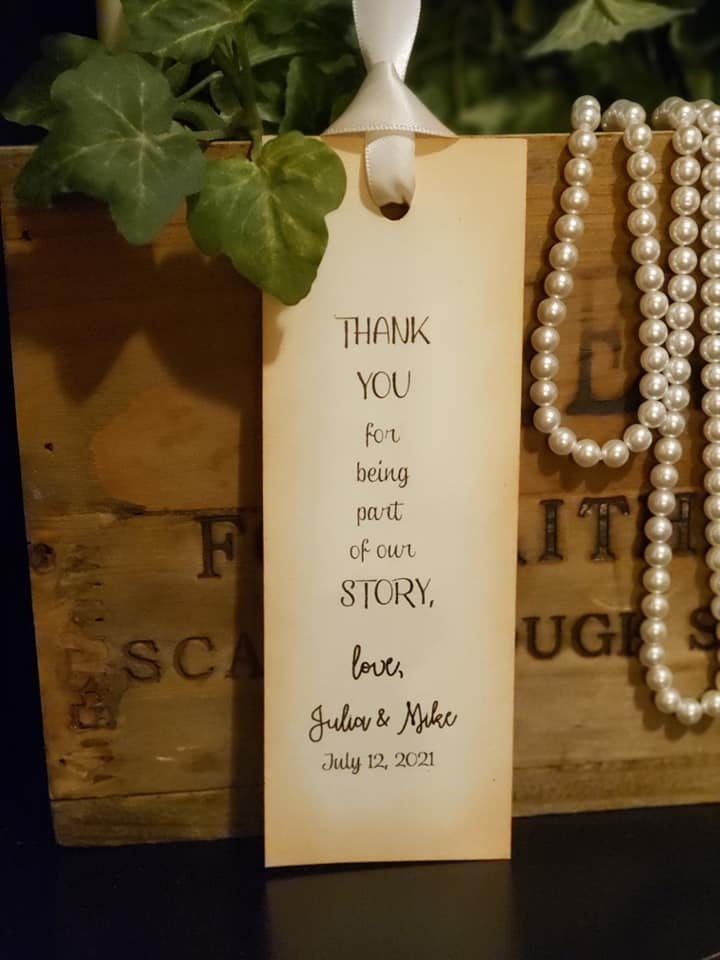 THANK
YOU
for
being
part
of our
STORY,
love,
Julia & Mike
July 12, 2021